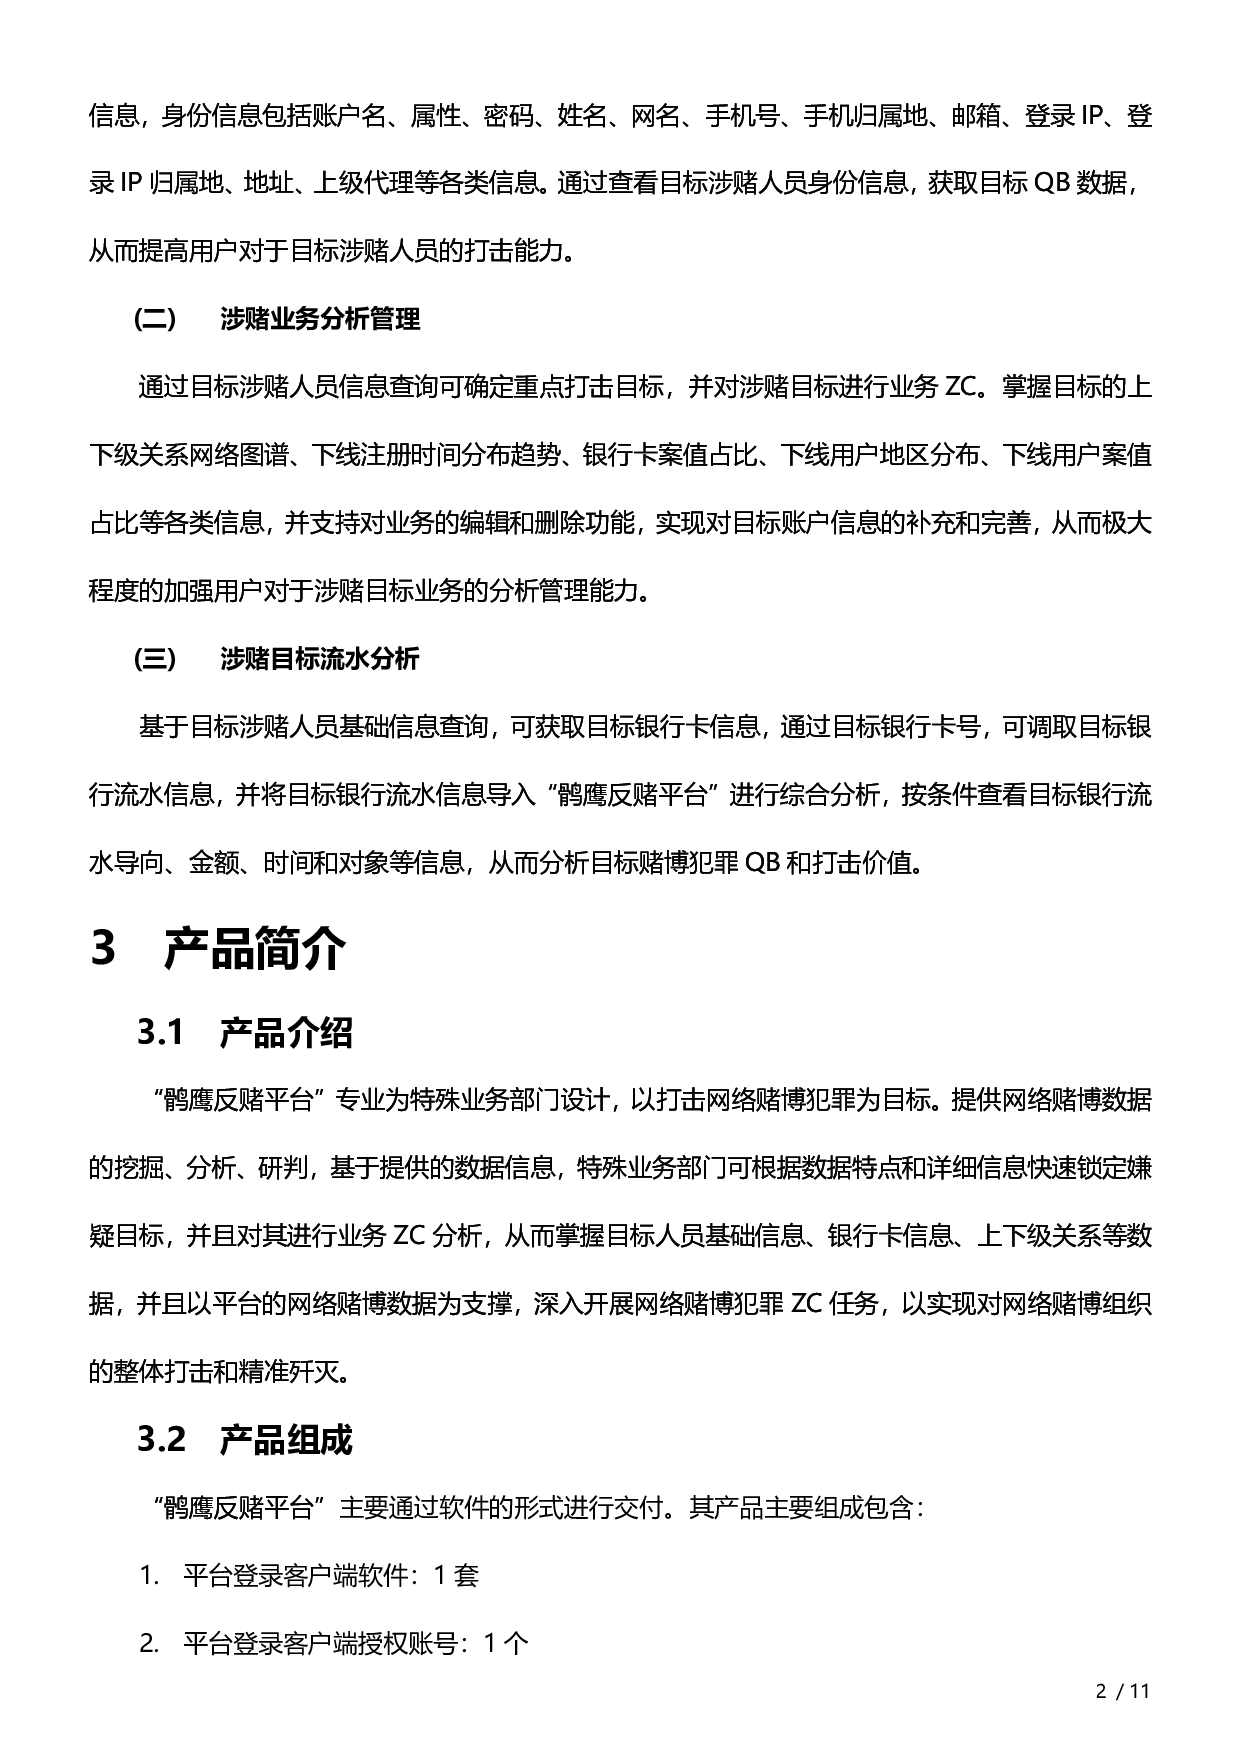 信息，身份信息包括账户名、属性、密码、姓名、网名、手机号、手机归属地、邮箱、登录 IP、登
录 IP 归属地、地址、上级代理等各类信息。通过查看目标涉赌人员身份信息，获取目标 QB 数据，
从而提高用户对于目标涉赌人员的打击能力。
(二) 涉赌业务分析管理
通过目标涉赌人员信息查询可确定重点打击目标，并对涉赌目标进行业务 ZC。掌握目标的上
下级关系网络图谱、下线注册时间分布趋势、银行卡案值占比、下线用户地区分布、下线用户案值
占比等各类信息，并支持对业务的编辑和删除功能，实现对目标账户信息的补充和完善，从而极大
程度的加强用户对于涉赌目标业务的分析管理能力。
(三) 涉赌目标流水分析
基于目标涉赌人员基础信息查询，可获取目标银行卡信息，通过目标银行卡号，可调取目标银
行流水信息，并将目标银行流水信息导入“鹘鹰反赌平台”进行综合分析，按条件查看目标银行流
水导向、金额、时间和对象等信息，从而分析目标赌博犯罪 QB 和打击价值。
3 产品简介
3.1 产品介绍
“鹘鹰反赌平台”专业为特殊业务部门设计，以打击网络赌博犯罪为目标。提供网络赌博数据
的挖掘、分析、研判，基于提供的数据信息，特殊业务部门可根据数据特点和详细信息快速锁定嫌
疑目标，并且对其进行业务 ZC 分析，从而掌握目标人员基础信息、银行卡信息、上下级关系等数
据，并且以平台的网络赌博数据为支撑，深入开展网络赌博犯罪 ZC 任务，以实现对网络赌博组织
的整体打击和精准歼灭。
3.2 产品组成
“鹘鹰反赌平台”主要通过软件的形式进行交付。其产品主要组成包含：
1. 平台登录客户端软件：1 套
2. 平台登录客户端授权账号：1 个
2 / 11